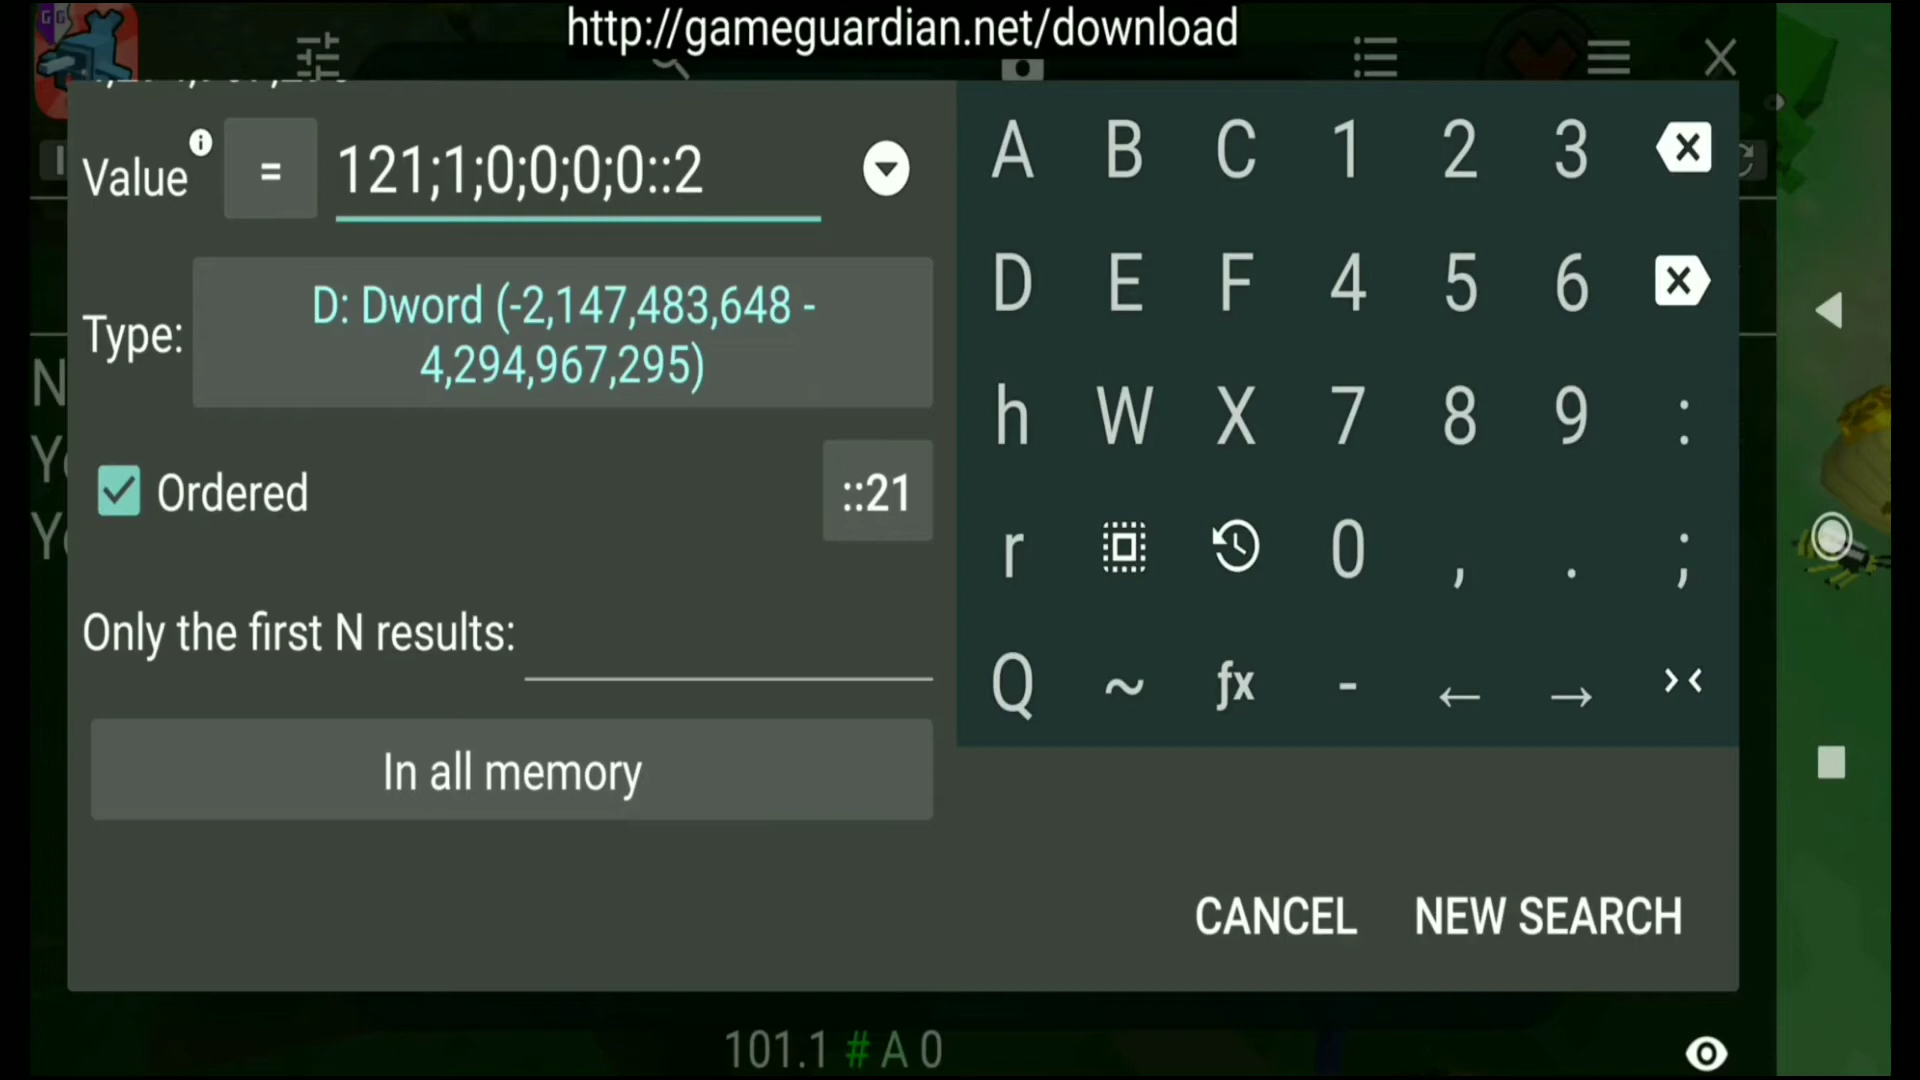 http://gameguardian.net/download
Value = 121;1;0;0;0;0::2
Type: D: Dword (-2,147,483,648 -
4,294,967,295)
Ordered ::21
Only the first N results:
In all memory
A B C 1 2 3
D E F 4 5 6
h W X 7 8 9 :
r 0 , . ;
Q ~ ƒx - ← → ><
CANCEL NEW SEARCH
101.1 # A 0